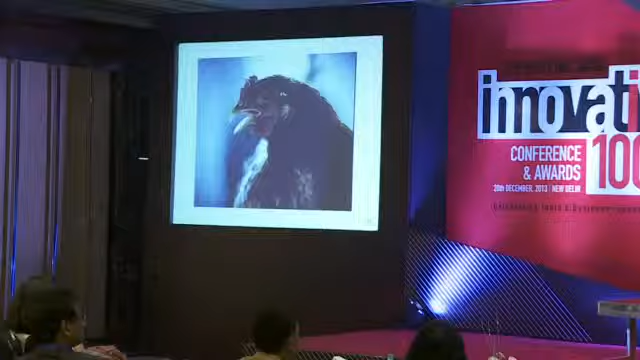 innovati
100
CONFERENCE
& AWARDS
20th DECEMBER, 2013 | NEW DELHI